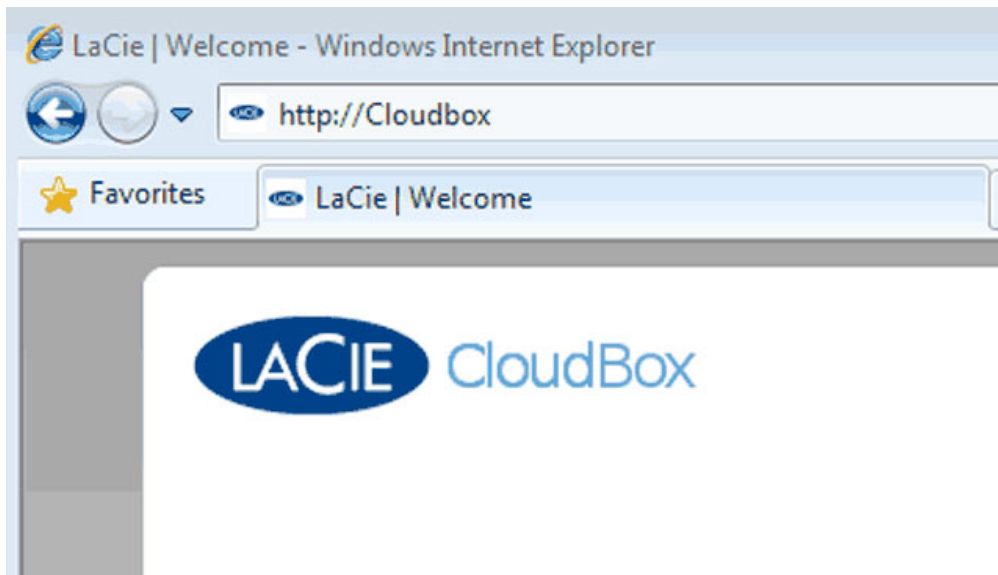 LaCie | Welcome - Windows Internet Explorer
http://Cloudbox
Favorites LaCie | Welcome
LACIE CloudBox